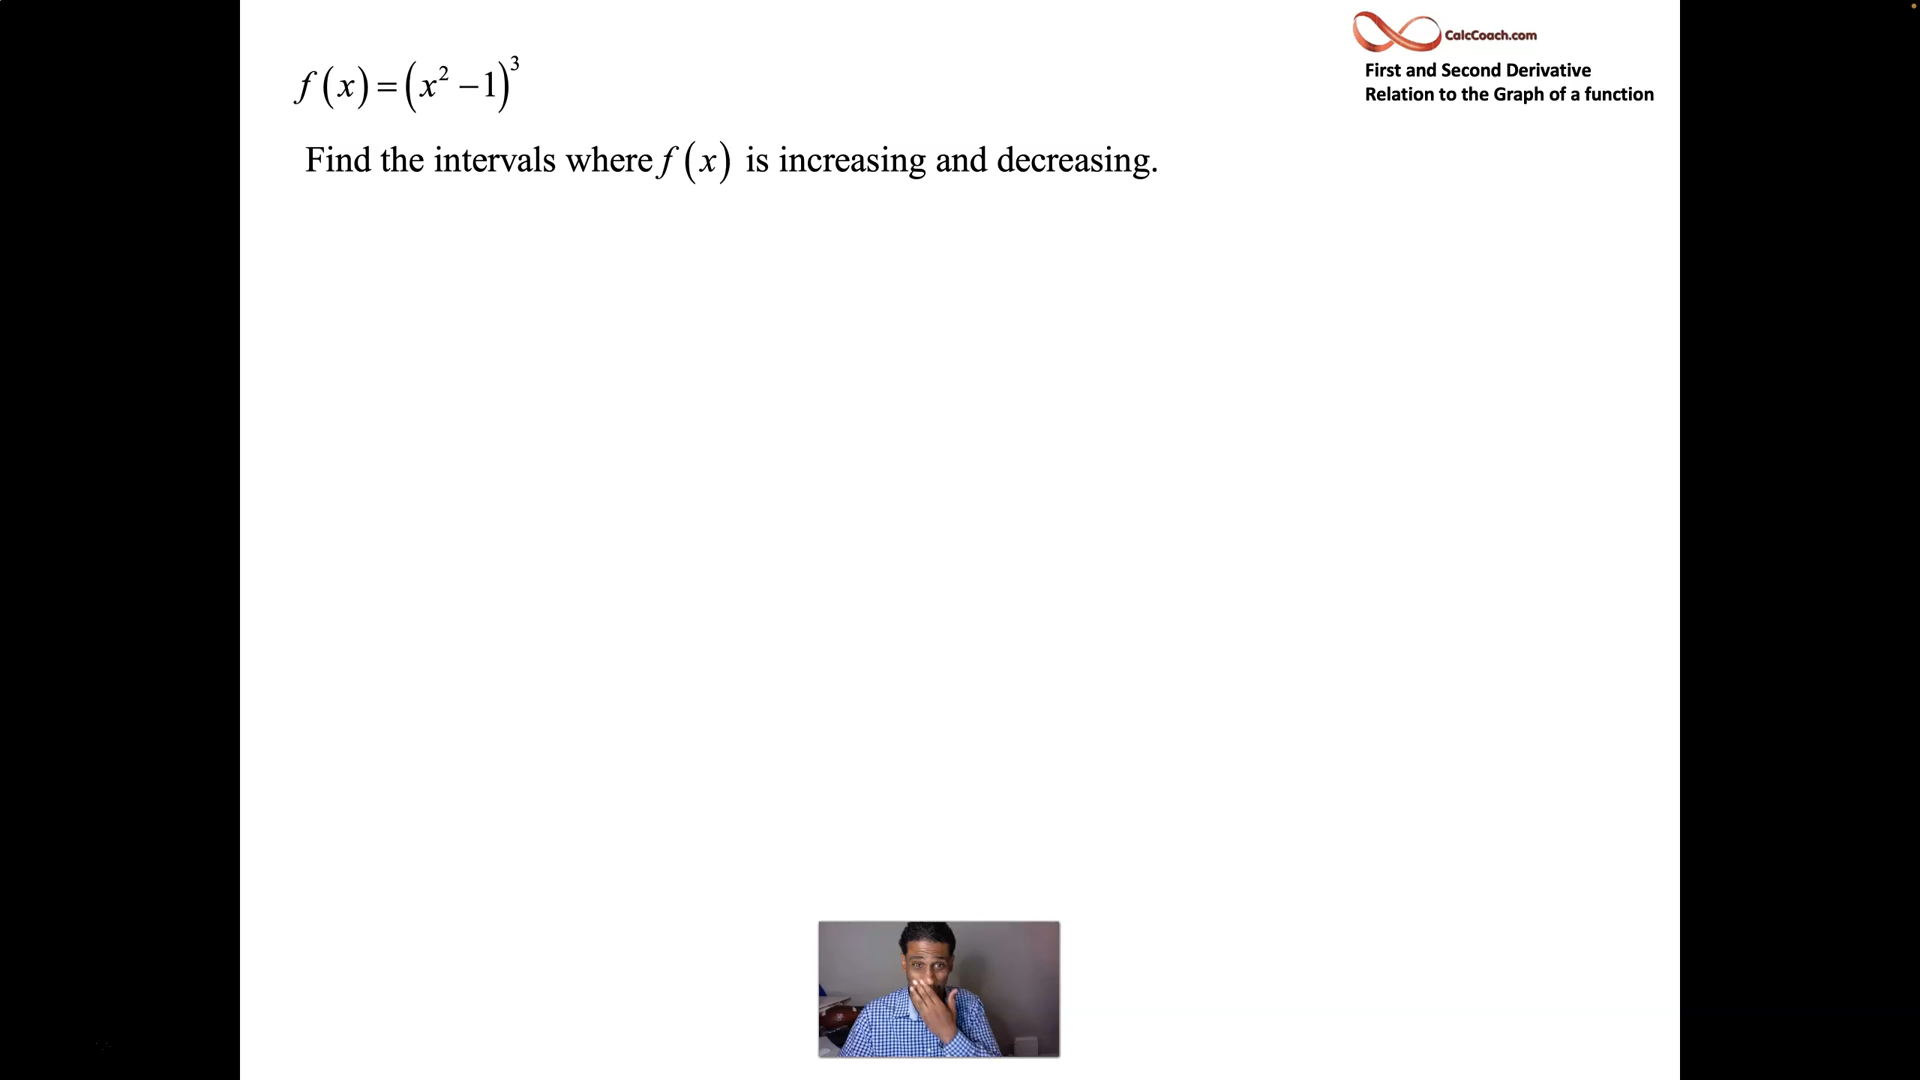 CalcCoach.com
First and Second Derivative
Relation to the Graph of a function
f(x)=(x²−1)³
Find the intervals where f(x) is increasing and decreasing.